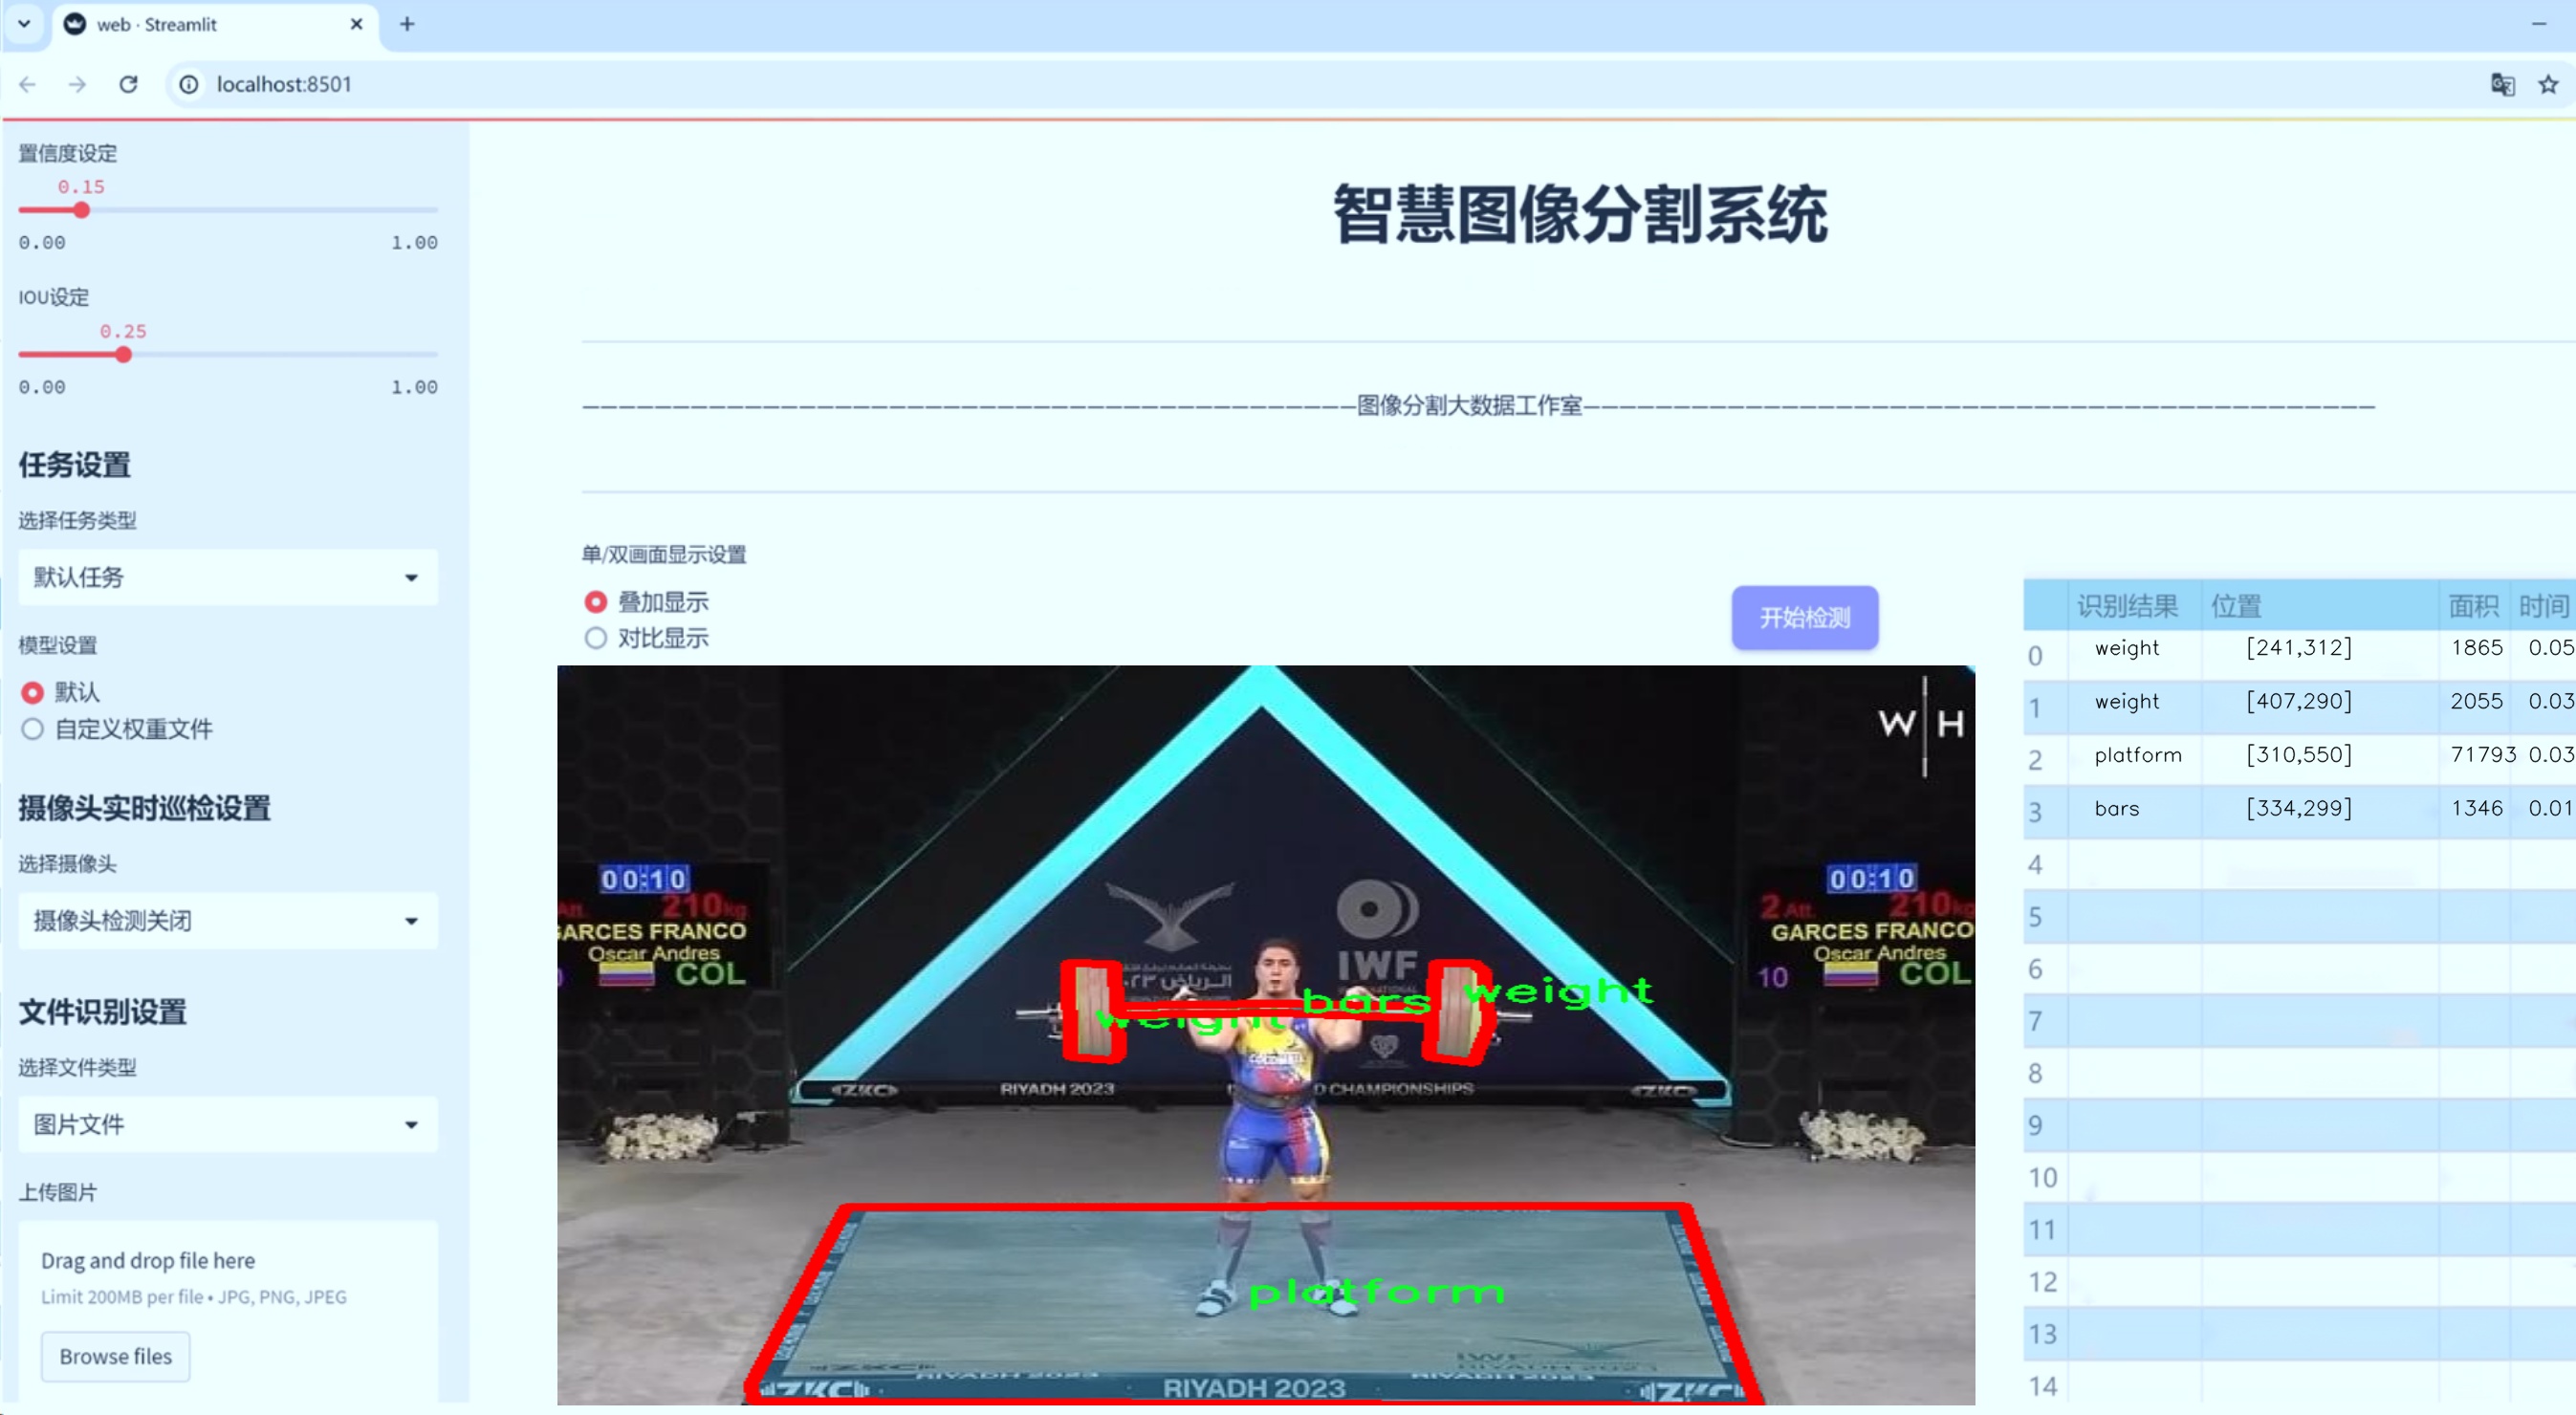 web · Streamlit
localhost:8501
置信度设定
0.15
0.00 1.00
IOU设定
0.25
0.00 1.00
任务设置
选择任务类型
默认任务
模型设置
默认
自定义权重文件
摄像头实时巡检设置
选择摄像头
摄像头检测关闭
文件识别设置
选择文件类型
图片文件
上传图片
Drag and drop file here
Limit 200MB per file • JPG, PNG, JPEG
Browse files
智慧图像分割系统
图像分割大数据工作室
单/双画面显示设置
叠加显示
对比显示
开始检测
W H
00:10
Att. 210kg
GARCES FRANCO
Oscar Andres
COL
00:10
2 Att. 210kg
GARCES FRANCO
Oscar Andres
10 COL
IWF
weight
bars
weight
ZKC RIYADH 2023 D CHAMPIONSHIPS ZKC
platform
IWF
ZKC RIYADH 2023 ZKC
识别结果 位置 面积 时间
0 weight [241,312] 1865 0.05
1 weight [407,290] 2055 0.03
2 platform [310,550] 71793 0.03
3 bars [334,299] 1346 0.01
4
5
6
7
8
9
10
11
12
13
14